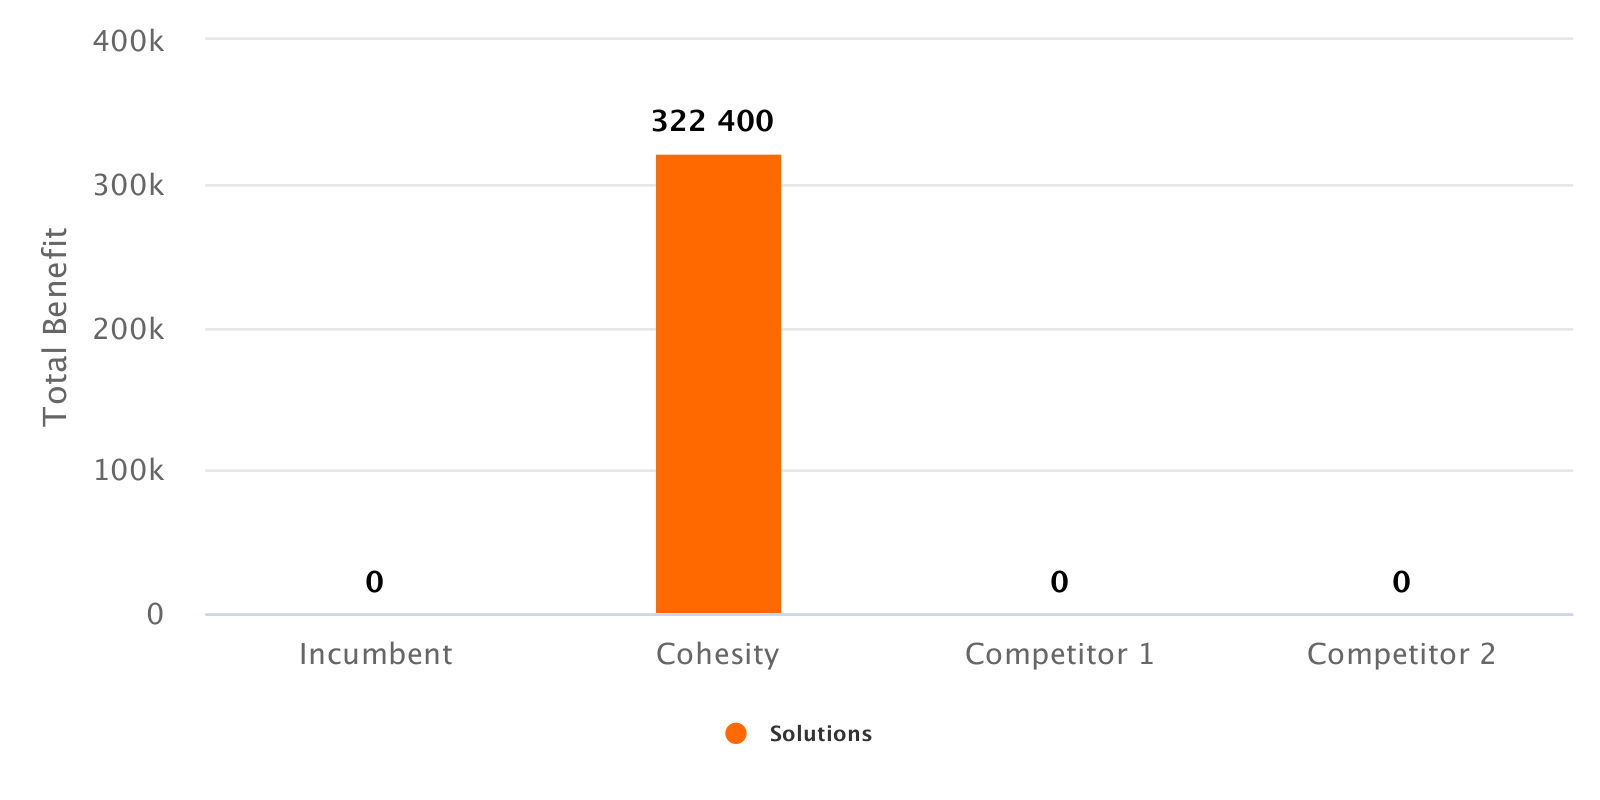 Total Benefit
400k
300k
200k
100k
0
322 400
0
0
0
Incumbent
Cohesity
Competitor 1
Competitor 2
Solutions